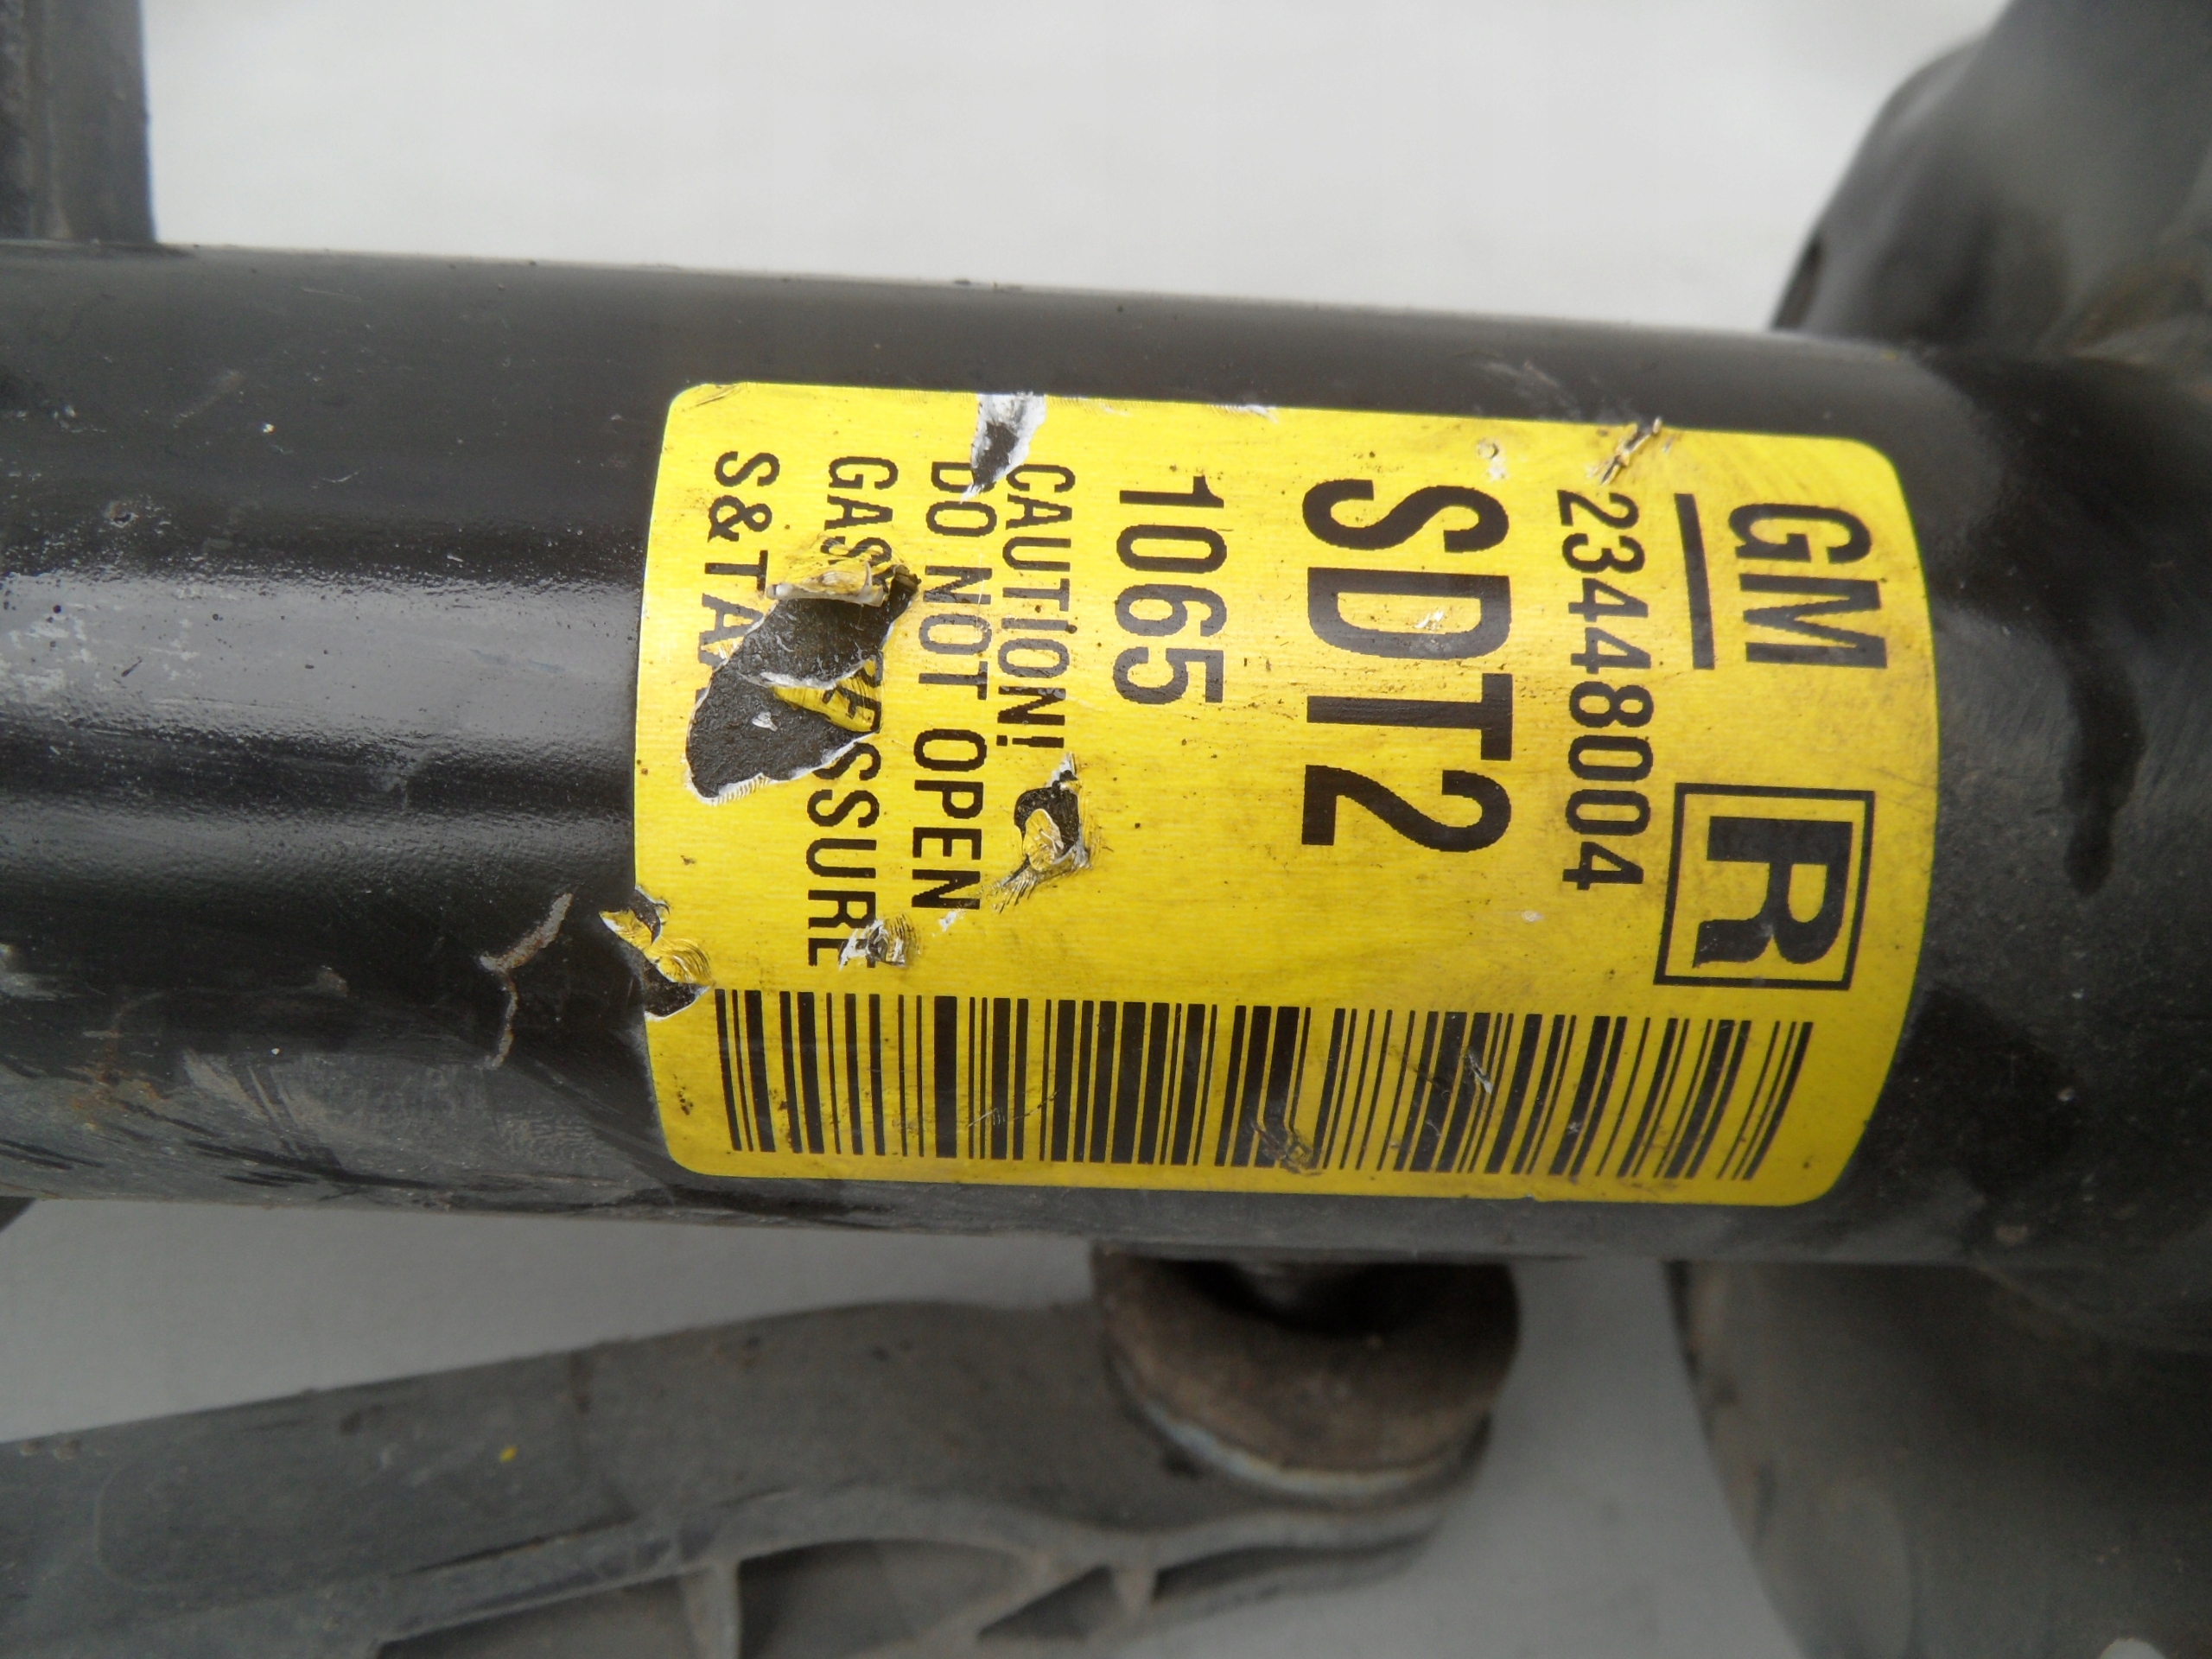 GM R
23448004
SDT2
1065
CAUTION!
DO NOT OPEN
GAS PRESSURE
S&T